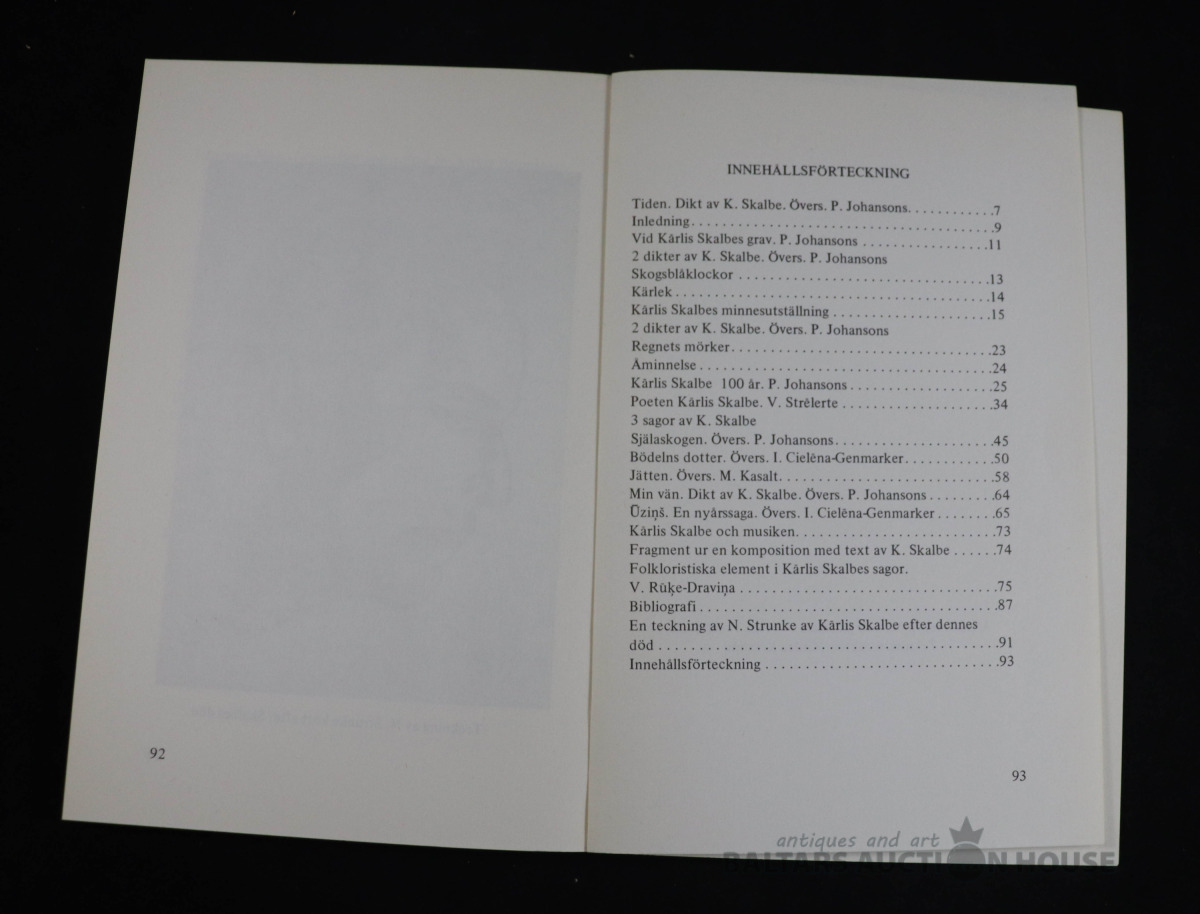 92
INNEHÅLLSFÖRTECKNING
Tiden. Dikt av K. Skalbe. Övers. P. Johansons............7
Inledning.......................................9
Vid Kārlis Skalbes grav. P. Johansons .................11
2 dikter av K. Skalbe. Övers. P. Johansons
Skogsblåklockor ................................13
Kärlek........................................14
Kārlis Skalbes minnesutställning .....................15
2 dikter av K. Skalbe. Övers. P. Johansons
Regnets mörker.................................23
Åminnelse.....................................24
Kārlis Skalbe 100 år. P. Johansons ..................25
Poeten Kārlis Skalbe. V. Strēlerte ...................34
3 sagor av K. Skalbe
Själaskogen. Övers. P. Johansons....................45
Bödelns dotter. Övers. I. Cielēna-Genmarker...........50
Jätten. Övers. M. Kasalt...........................58
Min vän. Dikt av K. Skalbe. Övers. P. Johansons ........64
Ūziņš. En nyårssaga. Övers. I. Cielēna-Genmarker ........65
Kārlis Skalbe och musiken.........................73
Fragment ur en komposition med text av K. Skalbe ......74
Folkloristiska element i Kārlis Skalbes sagor.
V. Rūķe-Draviņa ................................75
Bibliografi.....................................87
En teckning av N. Strunke av Kārlis Skalbe efter dennes
död ..........................................91
Innehållsförteckning .............................93
93
antiques and art
BALTARS AUCTION HOUSE